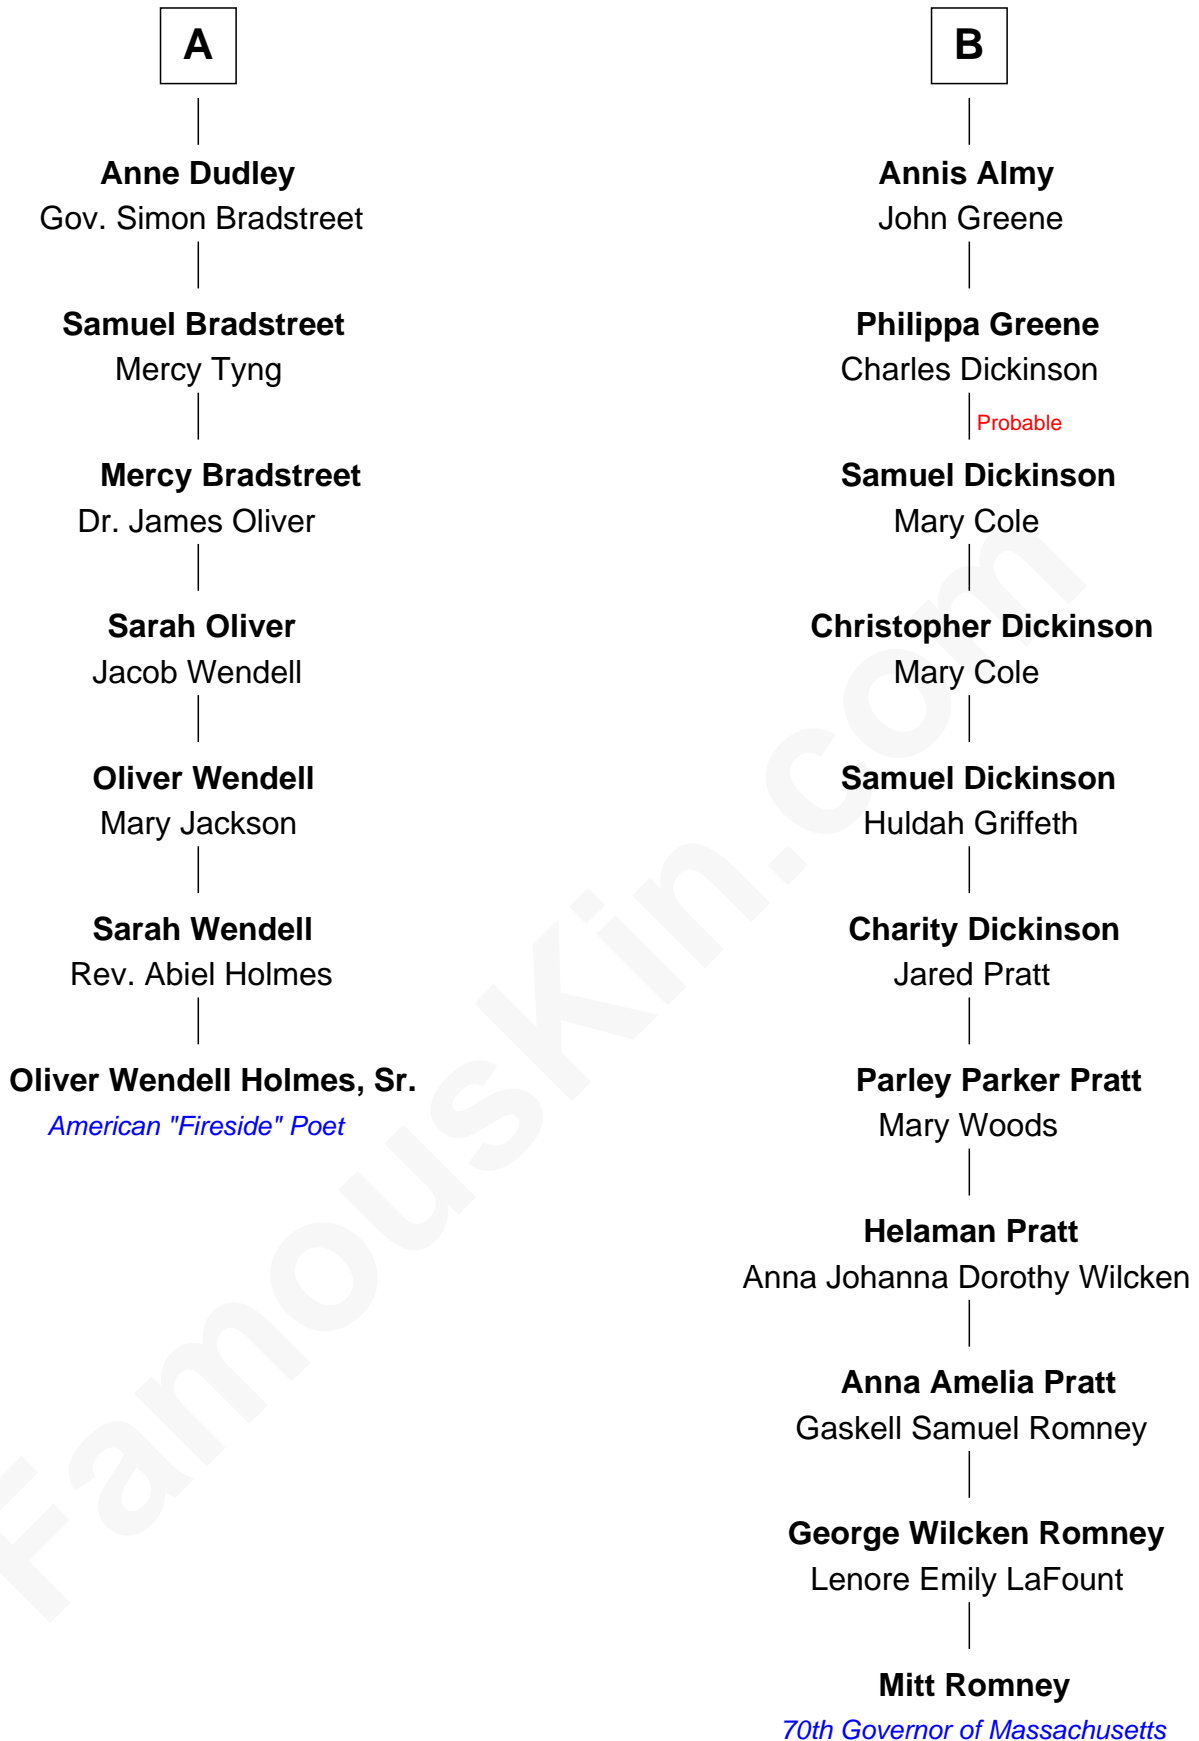 A
Anne Dudley
Gov. Simon Bradstreet
Samuel Bradstreet
Mercy Tyng
Mercy Bradstreet
Dr. James Oliver
Sarah Oliver
Jacob Wendell
Oliver Wendell
Mary Jackson
Sarah Wendell
Rev. Abiel Holmes
Oliver Wendell Holmes, Sr.
American "Fireside" Poet
B
Annis Almy
John Greene
Philippa Greene
Charles Dickinson
Probable
Samuel Dickinson
Mary Cole
Christopher Dickinson
Mary Cole
Samuel Dickinson
Huldah Griffeth
Charity Dickinson
Jared Pratt
Parley Parker Pratt
Mary Woods
Helaman Pratt
Anna Johanna Dorothy Wilcken
Anna Amelia Pratt
Gaskell Samuel Romney
George Wilcken Romney
Lenore Emily LaFount
Mitt Romney
70th Governor of Massachusetts
FamousKin.com